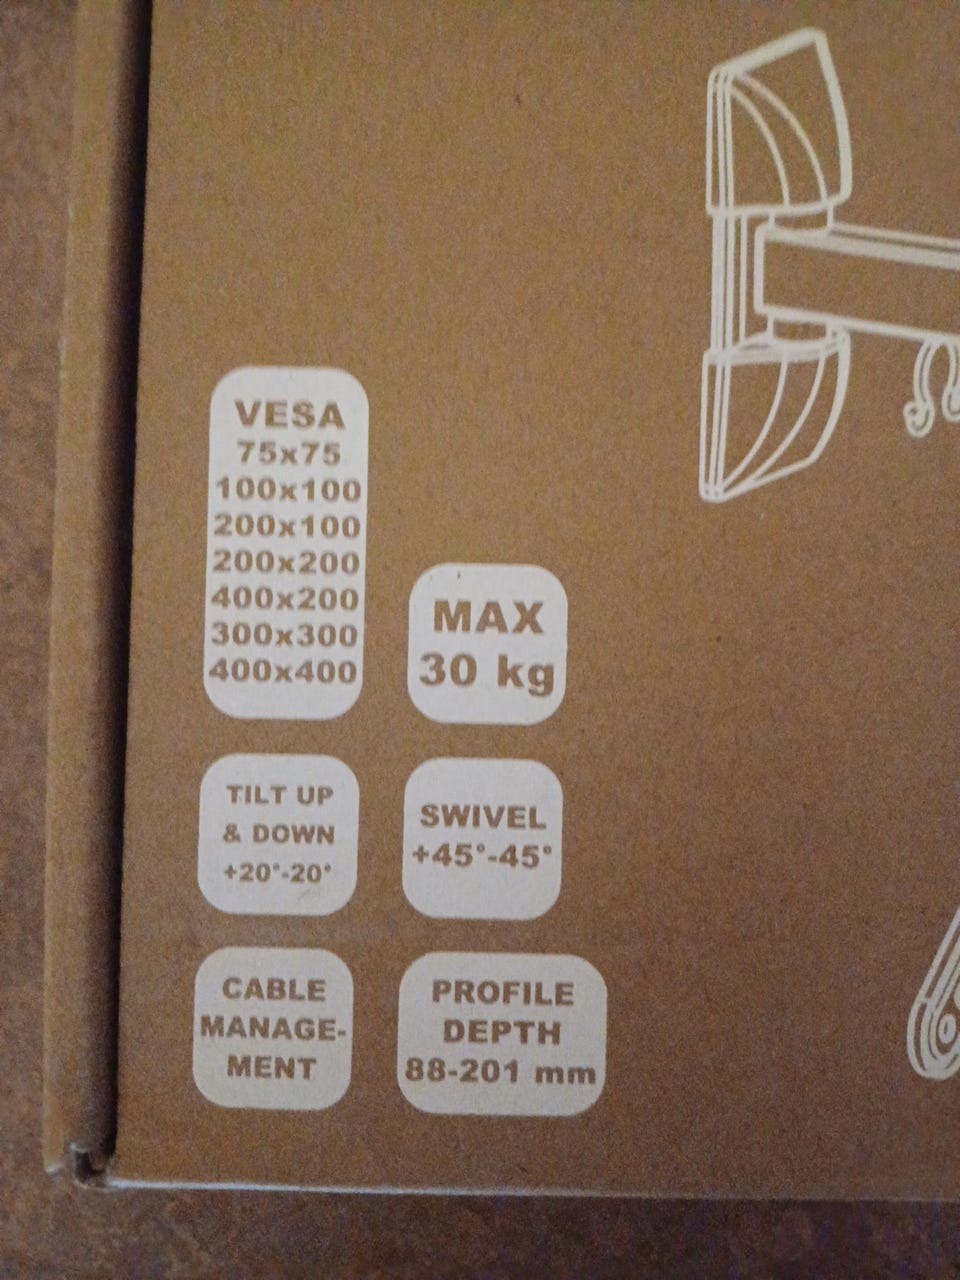 VESA
75x75
100x100
200x100
200x200
400x200
300x300
400x400
MAX
30 kg
TILT UP
& DOWN
+20°-20°
SWIVEL
+45°-45°
CABLE
MANAGE-
MENT
PROFILE
DEPTH
88-201 mm